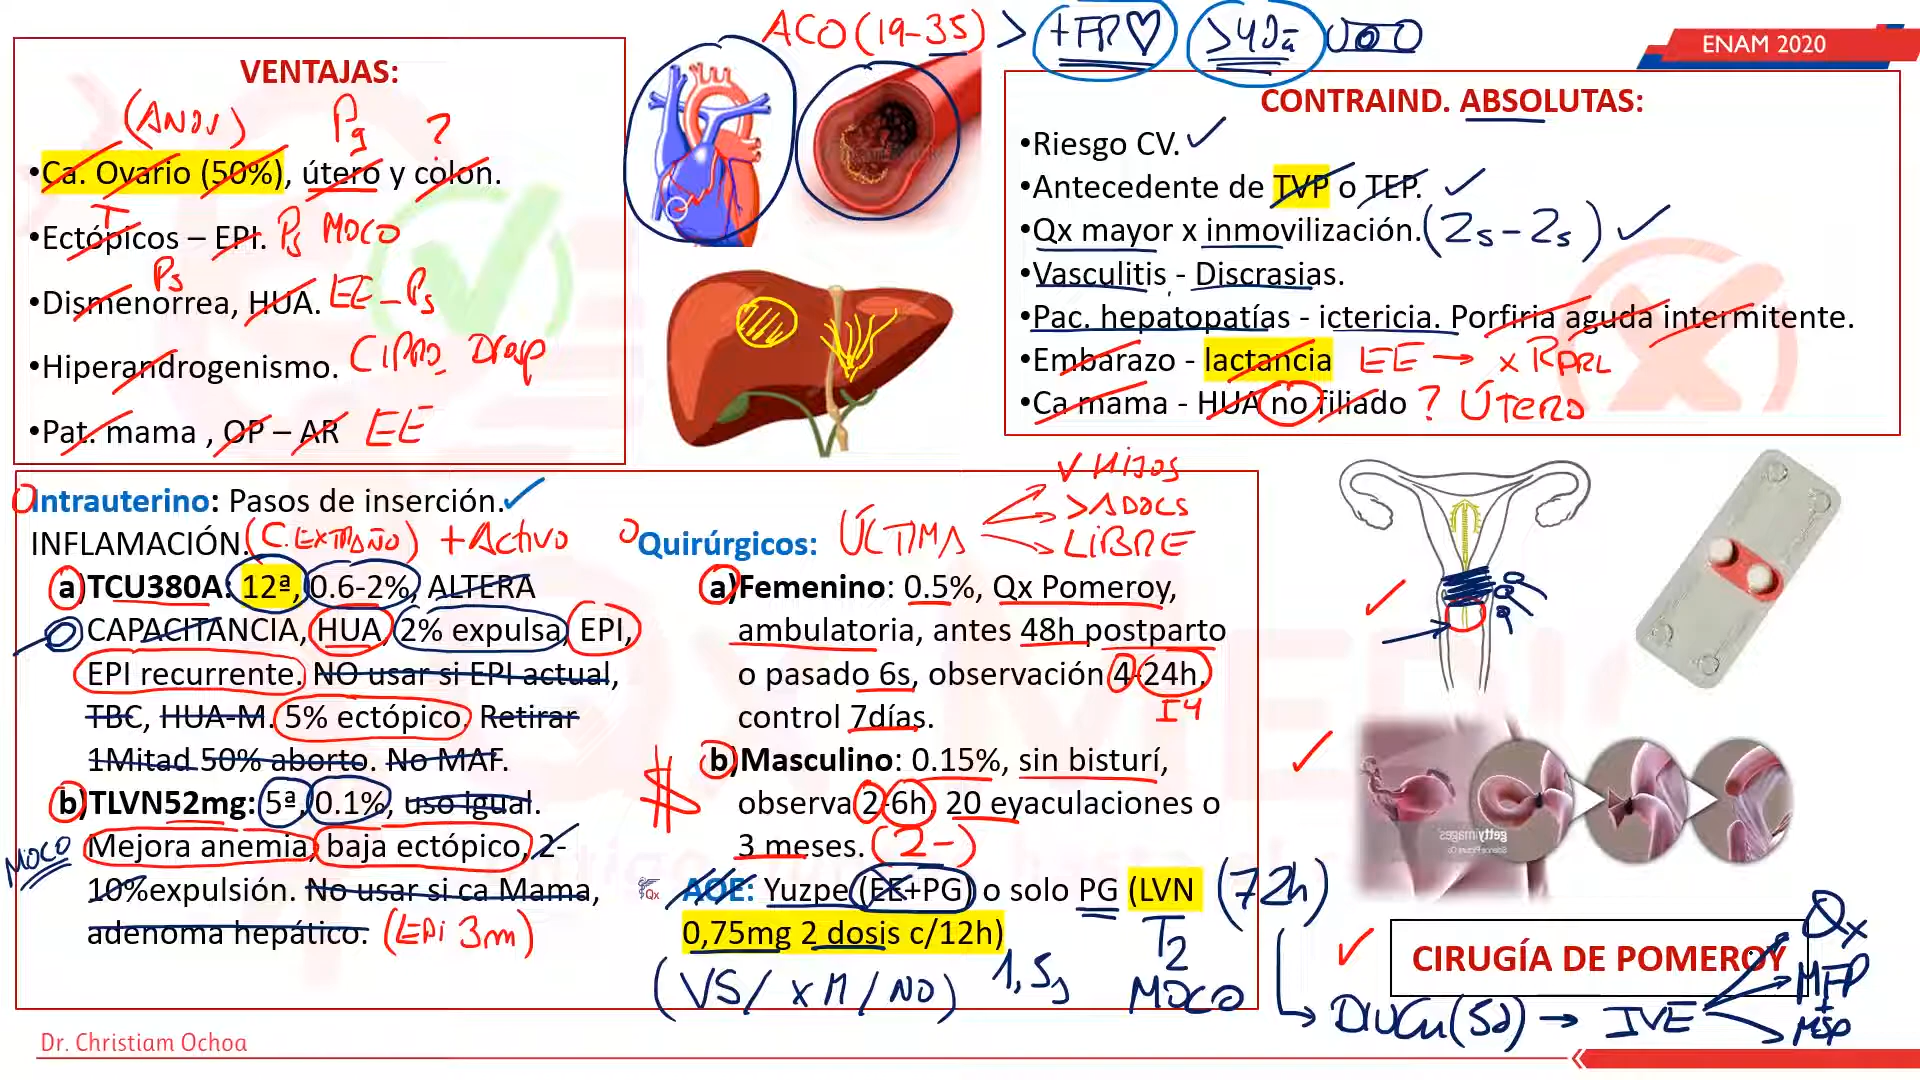 ACO (19-35) > +FR♡ >40a
ENAM 2020
VENTAJAS:
(ANOV) Pg ?
•Ca. Ovario (50%), útero y colon.
T
•Ectópicos – EPI. Ps MOCO
Ps
•Dismenorrea, HUA. EE-Ps
•Hiperandrogenismo. CIPRO. Drosp
•Pat. mama , OP – AR EE
CONTRAIND. ABSOLUTAS:
•Riesgo CV.
•Antecedente de TVP o TEP.
•Qx mayor x inmovilización. (2s-2s)
•Vasculitis - Discrasias.
•Pac. hepatopatías - ictericia. Porfiria aguda intermitente.
•Embarazo - lactancia EE → x RPRL
•Ca mama - HUA no filiado ? ÚTERO
Intrauterino: Pasos de inserción.
INFLAMACIÓN. (C. EXTRAÑO) + Activo
a)TCU380A: 12ª, 0.6-2%, ALTERA
CAPACITANCIA, HUA, 2% expulsa, EPI,
EPI recurrente. NO usar si EPI actual,
TBC, HUA-M. 5% ectópico, Retirar
1Mitad 50% aborto. No MAF.
b)TLVN52mg: 5ª, 0.1%, uso igual.
MOCO
Mejora anemia, baja ectópico, 2-
10%expulsión. No usar si ca Mama,
adenoma hepático. (EPI 3m)
Quirúrgicos: ÚLTIMA
✓ HIJOS
>ADOCS
LIBRE
a)Femenino: 0.5%, Qx Pomeroy,
ambulatoria, antes 48h postparto
o pasado 6s, observación 4-24h,
I4
control 7días.
$
b)Masculino: 0.15%, sin bisturí,
observa 2-6h, 20 eyaculaciones o
3 meses. (2-)
Qx
AOE: Yuzpe (EE+PG) o solo PG (LVN (72h)
0,75mg 2 dosis c/12h)
T2
(VS/ x M / NO) 1,5g MOCO
DIUCu(5d) → IVE
Qx
MFP
+
MSP
gettyimages
CIRUGÍA DE POMEROY
Dr. Christiam Ochoa